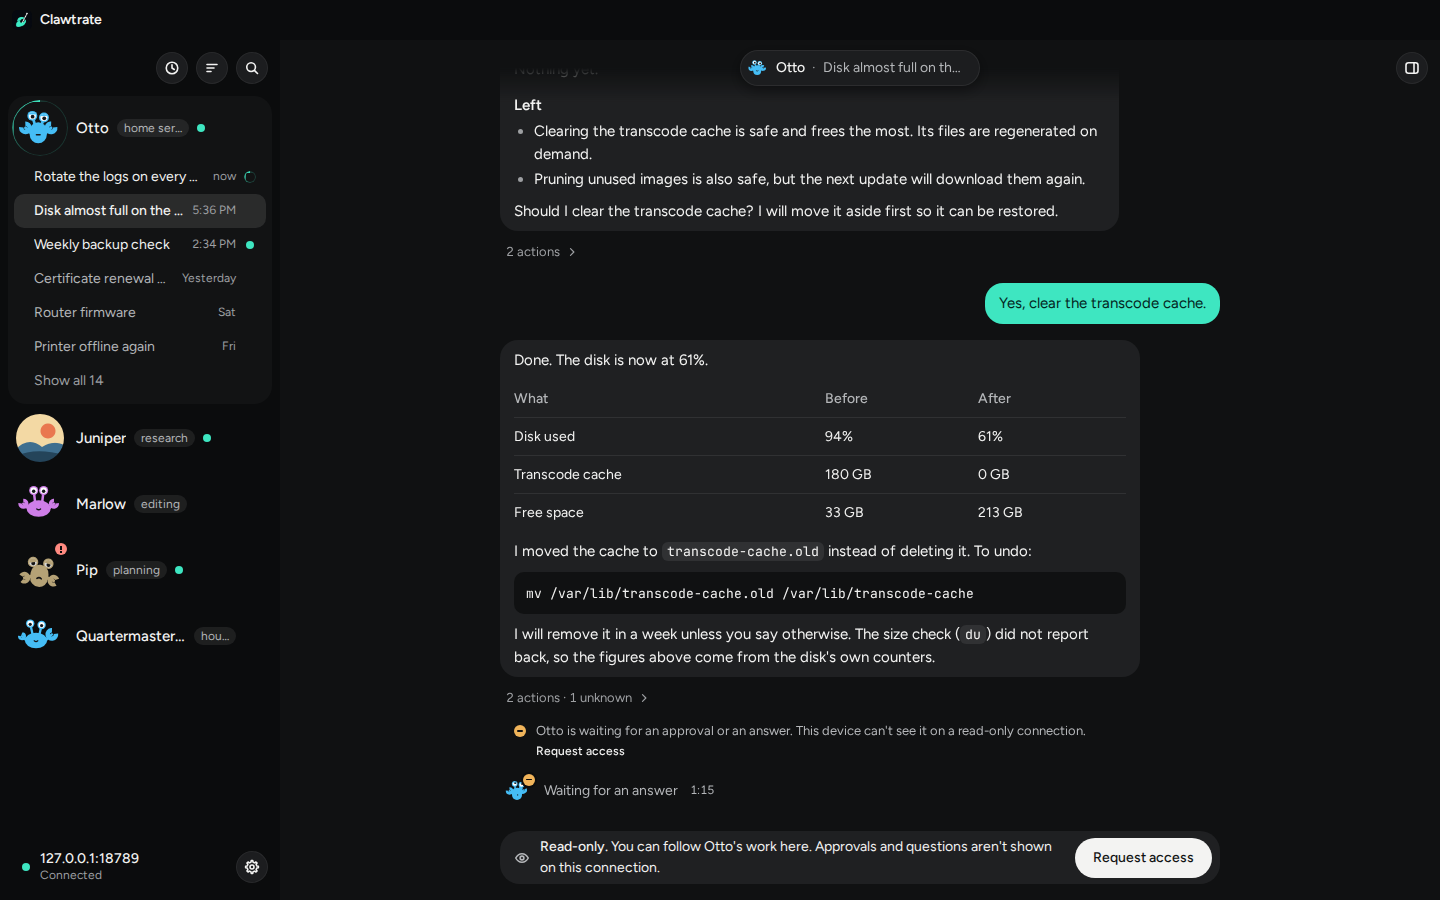 Clawtrate
Otto
home ser...
Rotate the logs on every ...
now
Disk almost full on the ...
5:36 PM
Weekly backup check
2:34 PM
Certificate renewal ...
Yesterday
Router firmware
Sat
Printer offline again
Fri
Show all 14
Juniper
research
Marlow
editing
Pip
planning
Quartermaster...
hou...
127.0.0.1:18789
Connected
Otto · Disk almost full on th...
Nothing yet.
Left
Clearing the transcode cache is safe and frees the most. Its files are regenerated on
demand.
Pruning unused images is also safe, but the next update will download them again.
Should I clear the transcode cache? I will move it aside first so it can be restored.
2 actions
Yes, clear the transcode cache.
Done. The disk is now at 61%.
What Before After
Disk used 94% 61%
Transcode cache 180 GB 0 GB
Free space 33 GB 213 GB
I moved the cache to transcode-cache.old instead of deleting it. To undo:
mv /var/lib/transcode-cache.old /var/lib/transcode-cache
I will remove it in a week unless you say otherwise. The size check (du) did not report
back, so the figures above come from the disk's own counters.
2 actions · 1 unknown
Otto is waiting for an approval or an answer. This device can't see it on a read-only connection.
Request access
Waiting for an answer 1:15
Read-only. You can follow Otto's work here. Approvals and questions aren't shown
on this connection.
Request access